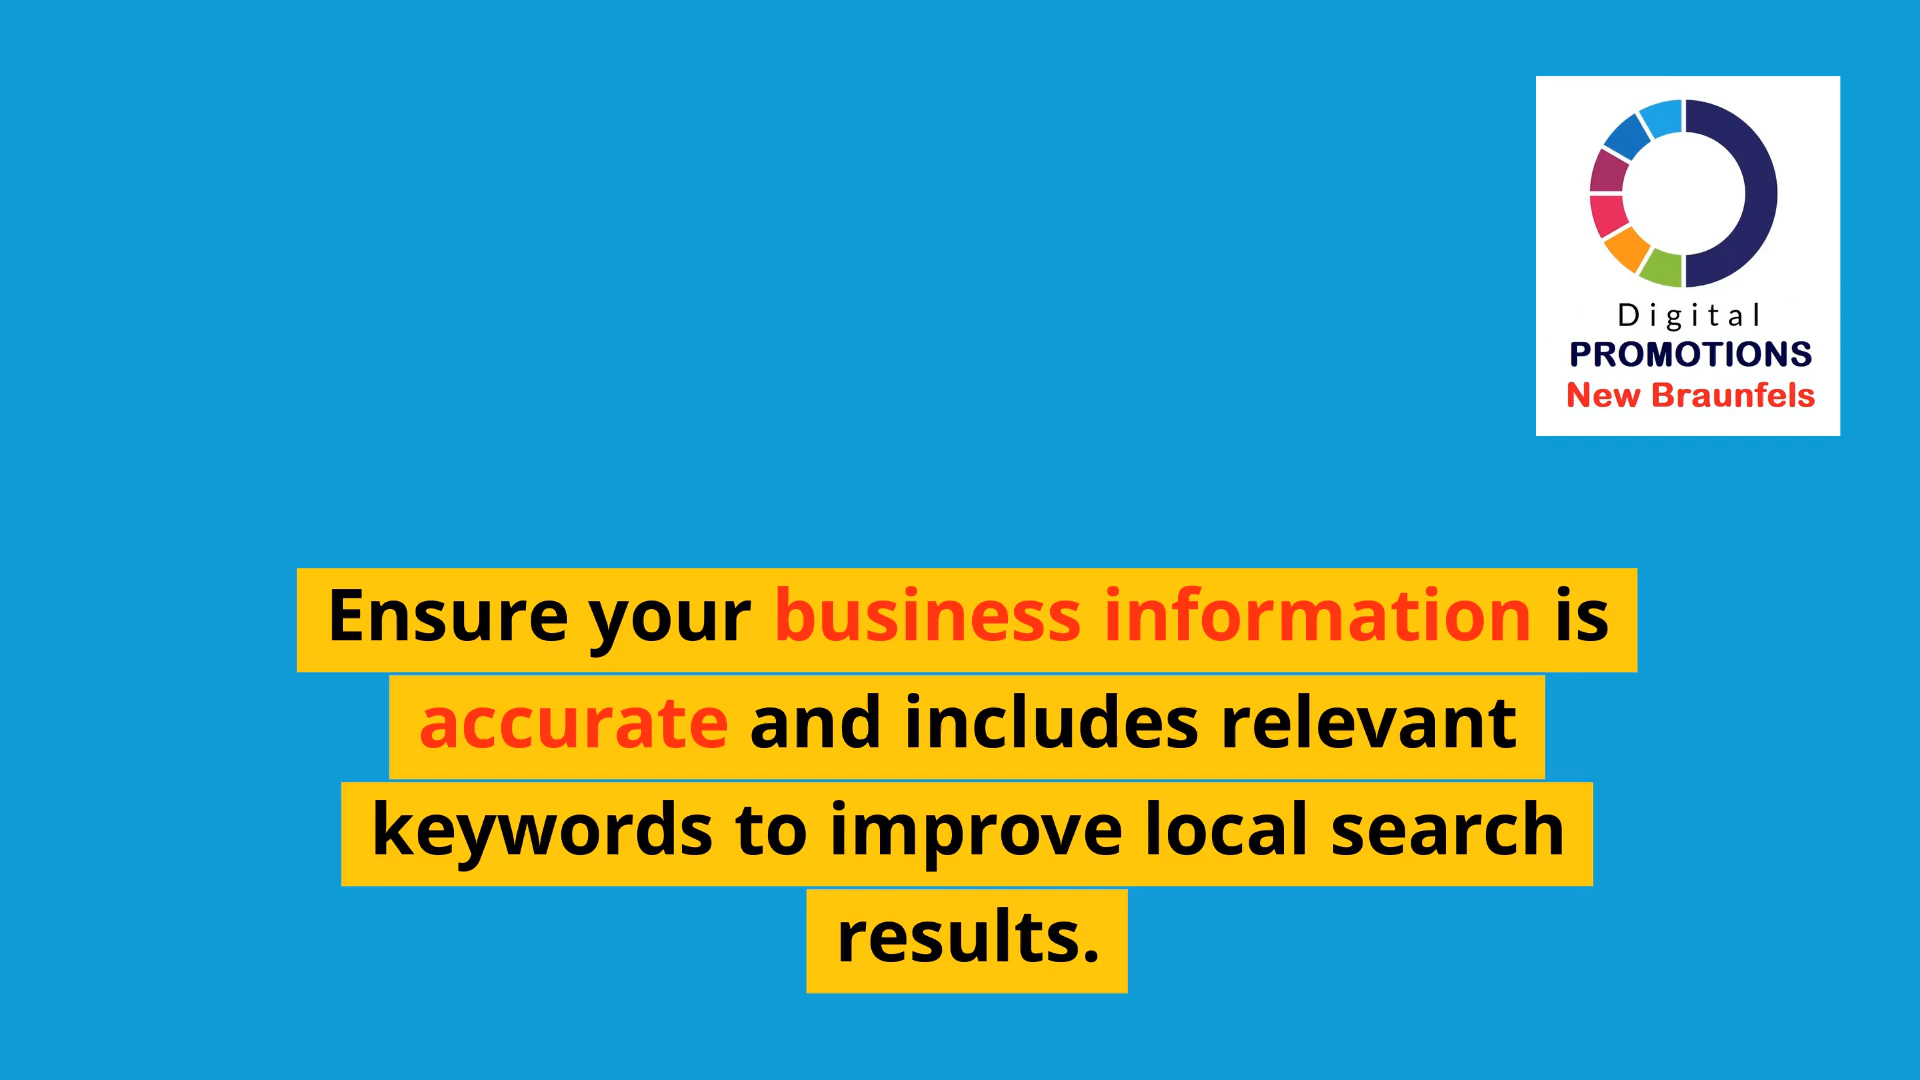 Digital
PROMOTIONS
New Braunfels
Ensure your business information is
accurate and includes relevant
keywords to improve local search
results.